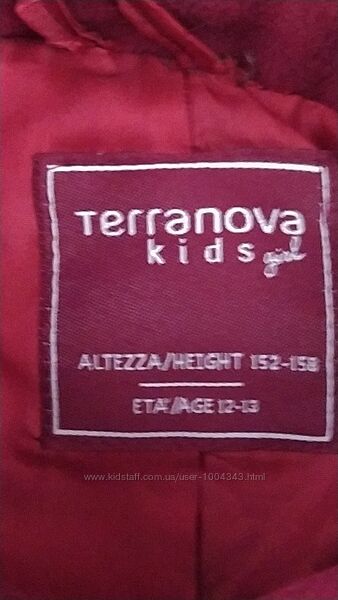 Terranova
kids girl
ALTEZZA/HEIGHT 152-158
ETA'/AGE 12-13
www.kidstaff.com.ua/user-1004343.html